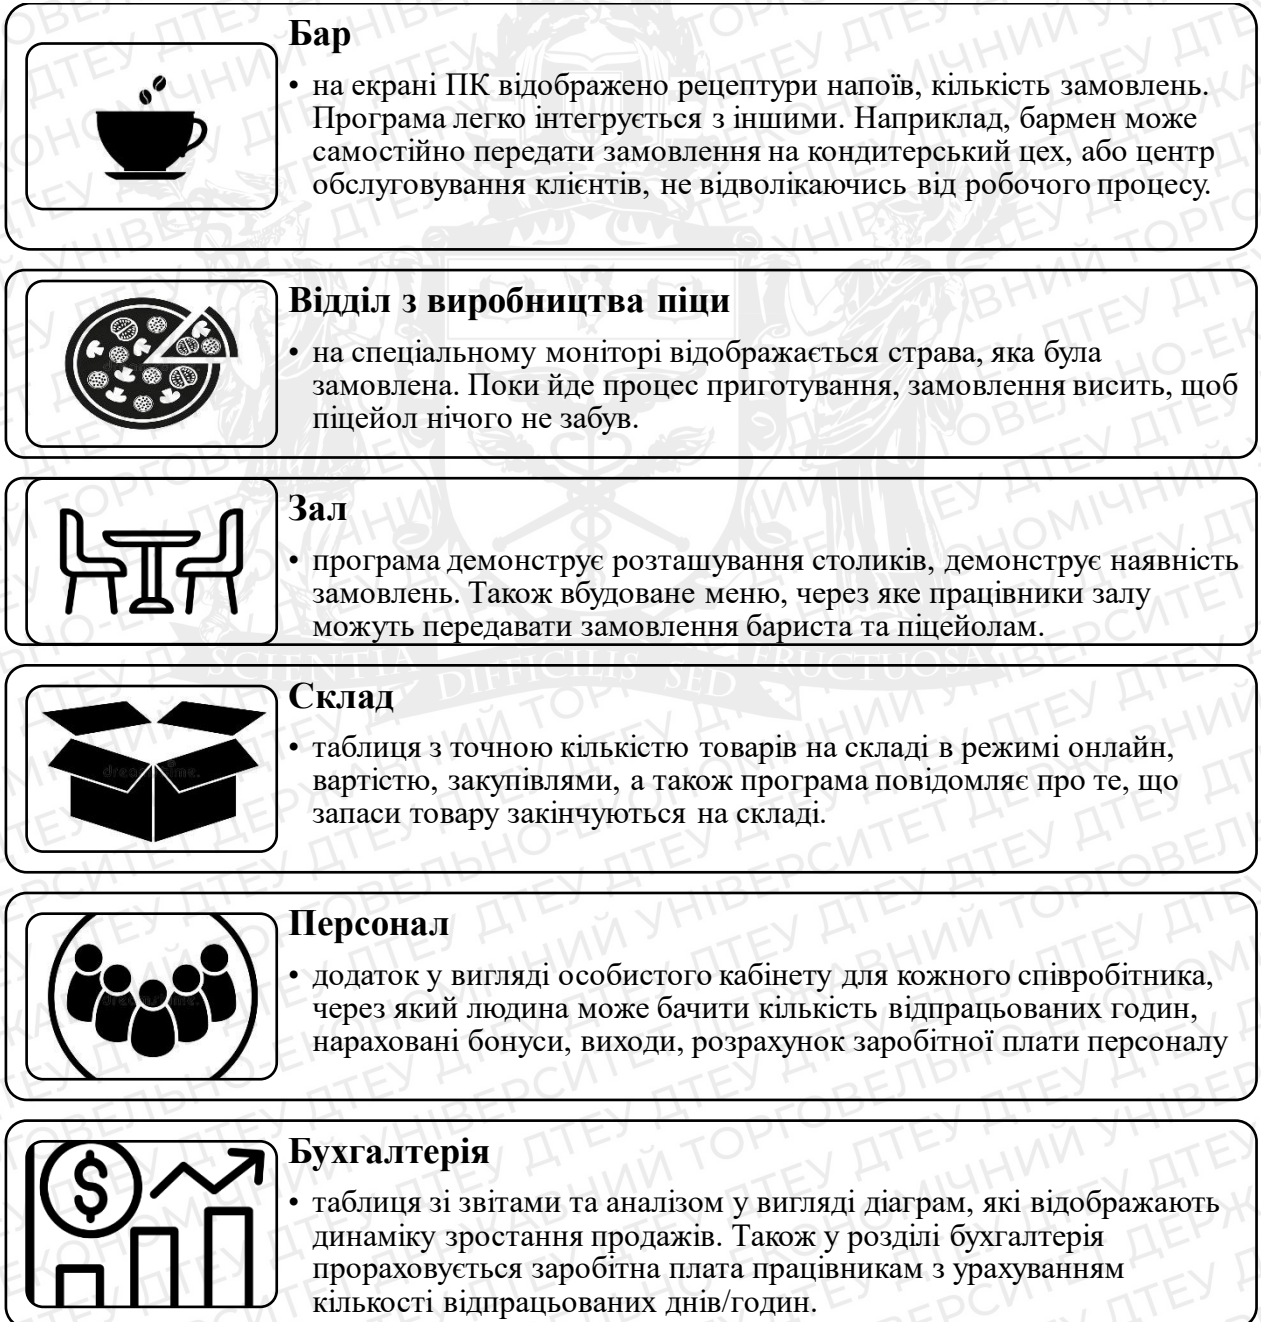 Бар
• на екрані ПК відображено рецептури напоїв, кількість замовлень.
Програма легко інтегрується з іншими. Наприклад, бармен може
самостійно передати замовлення на кондитерський цех, або центр
обслуговування клієнтів, не відволікаючись від робочого процесу.
Відділ з виробництва піци
• на спеціальному моніторі відображається страва, яка була
замовлена. Поки йде процес приготування, замовлення висить, щоб
піцейол нічого не забув.
Зал
• програма демонструє розташування столиків, демонструє наявність
замовлень. Також вбудоване меню, через яке працівники залу
можуть передавати замовлення бариста та піцейолам.
SCIENTIA DIFFICILIS SED FRUCTUOSA
Склад
• таблиця з точною кількістю товарів на складі в режимі онлайн,
вартістю, закупівлями, а також програма повідомляє про те, що
запаси товару закінчуються на складі.
Персонал
• додаток у вигляді особистого кабінету для кожного співробітника,
через який людина може бачити кількість відпрацьованих годин,
нараховані бонуси, виходи, розрахунок заробітної плати персоналу
Бухгалтерія
• таблиця зі звітами та аналізом у вигляді діаграм, які відображають
динаміку зростання продажів. Також у розділі бухгалтерія
прораховується заробітна плата працівникам з урахуванням
кількості відпрацьованих днів/годин.